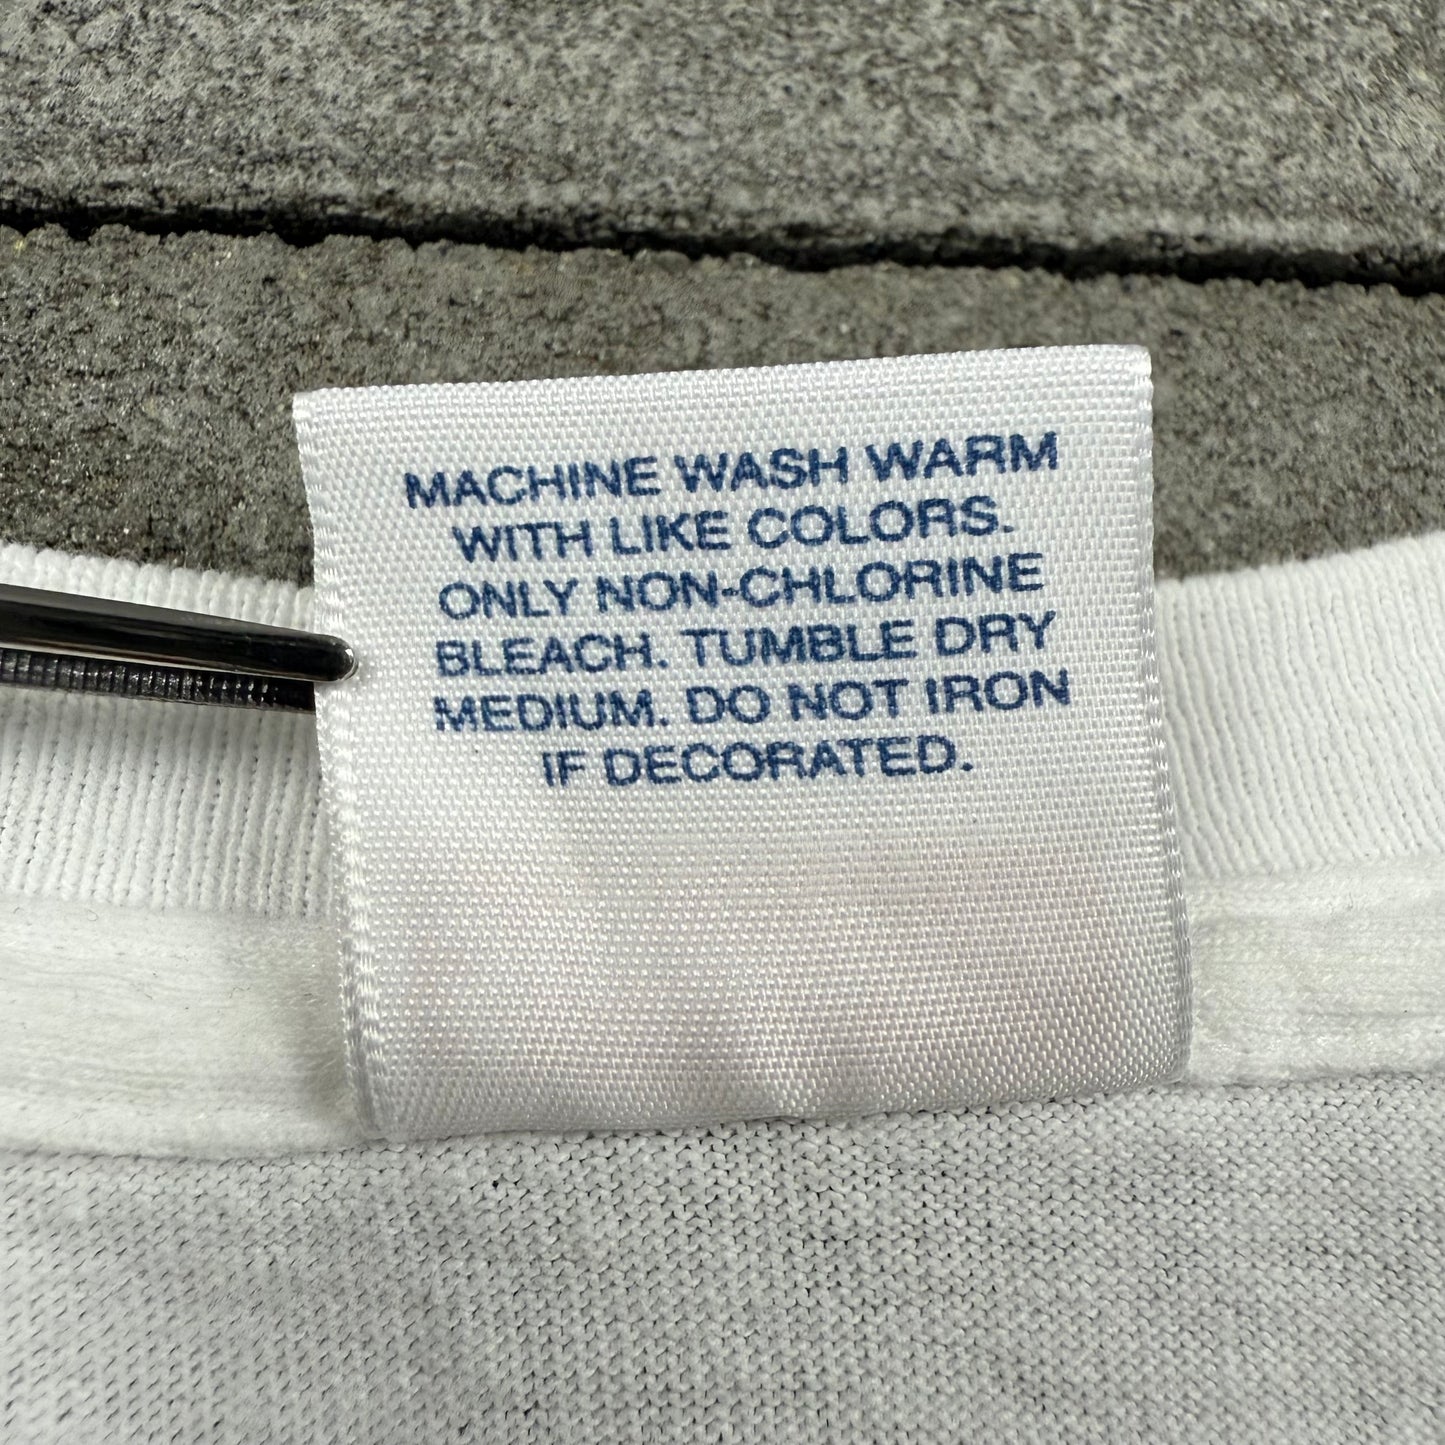 MACHINE WASH WARM
WITH LIKE COLORS.
ONLY NON-CHLORINE
BLEACH. TUMBLE DRY
MEDIUM. DO NOT IRON
IF DECORATED.